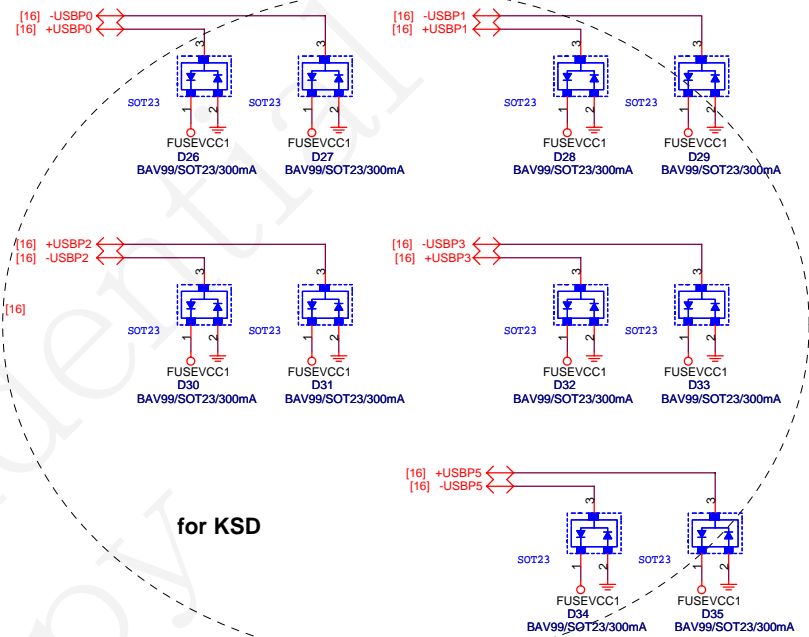 [16] -USBP0
[16] +USBP0
[16] -USBP1
[16] +USBP1
3
3
3
3
SOT23
SOT23
SOT23
SOT23
1
2
1
2
1
2
1
2
FUSEVCC1
FUSEVCC1
FUSEVCC1
FUSEVCC1
D26
D27
D28
D29
BAV99/SOT23/300mA
BAV99/SOT23/300mA
BAV99/SOT23/300mA
BAV99/SOT23/300mA
[16] +USBP2
[16] -USBP2
[16] -USBP3
[16] +USBP3
3
3
3
3
[16]
SOT23
SOT23
SOT23
SOT23
1
2
1
2
1
2
1
2
FUSEVCC1
FUSEVCC1
FUSEVCC1
FUSEVCC1
D30
D31
D32
D33
BAV99/SOT23/300mA
BAV99/SOT23/300mA
BAV99/SOT23/300mA
BAV99/SOT23/300mA
[16] +USBP5
[16] -USBP5
3
3
for KSD
SOT23
SOT23
1
2
1
2
FUSEVCC1
FUSEVCC1
D34
D35
BAV99/SOT23/300mA
BAV99/SOT23/300mA